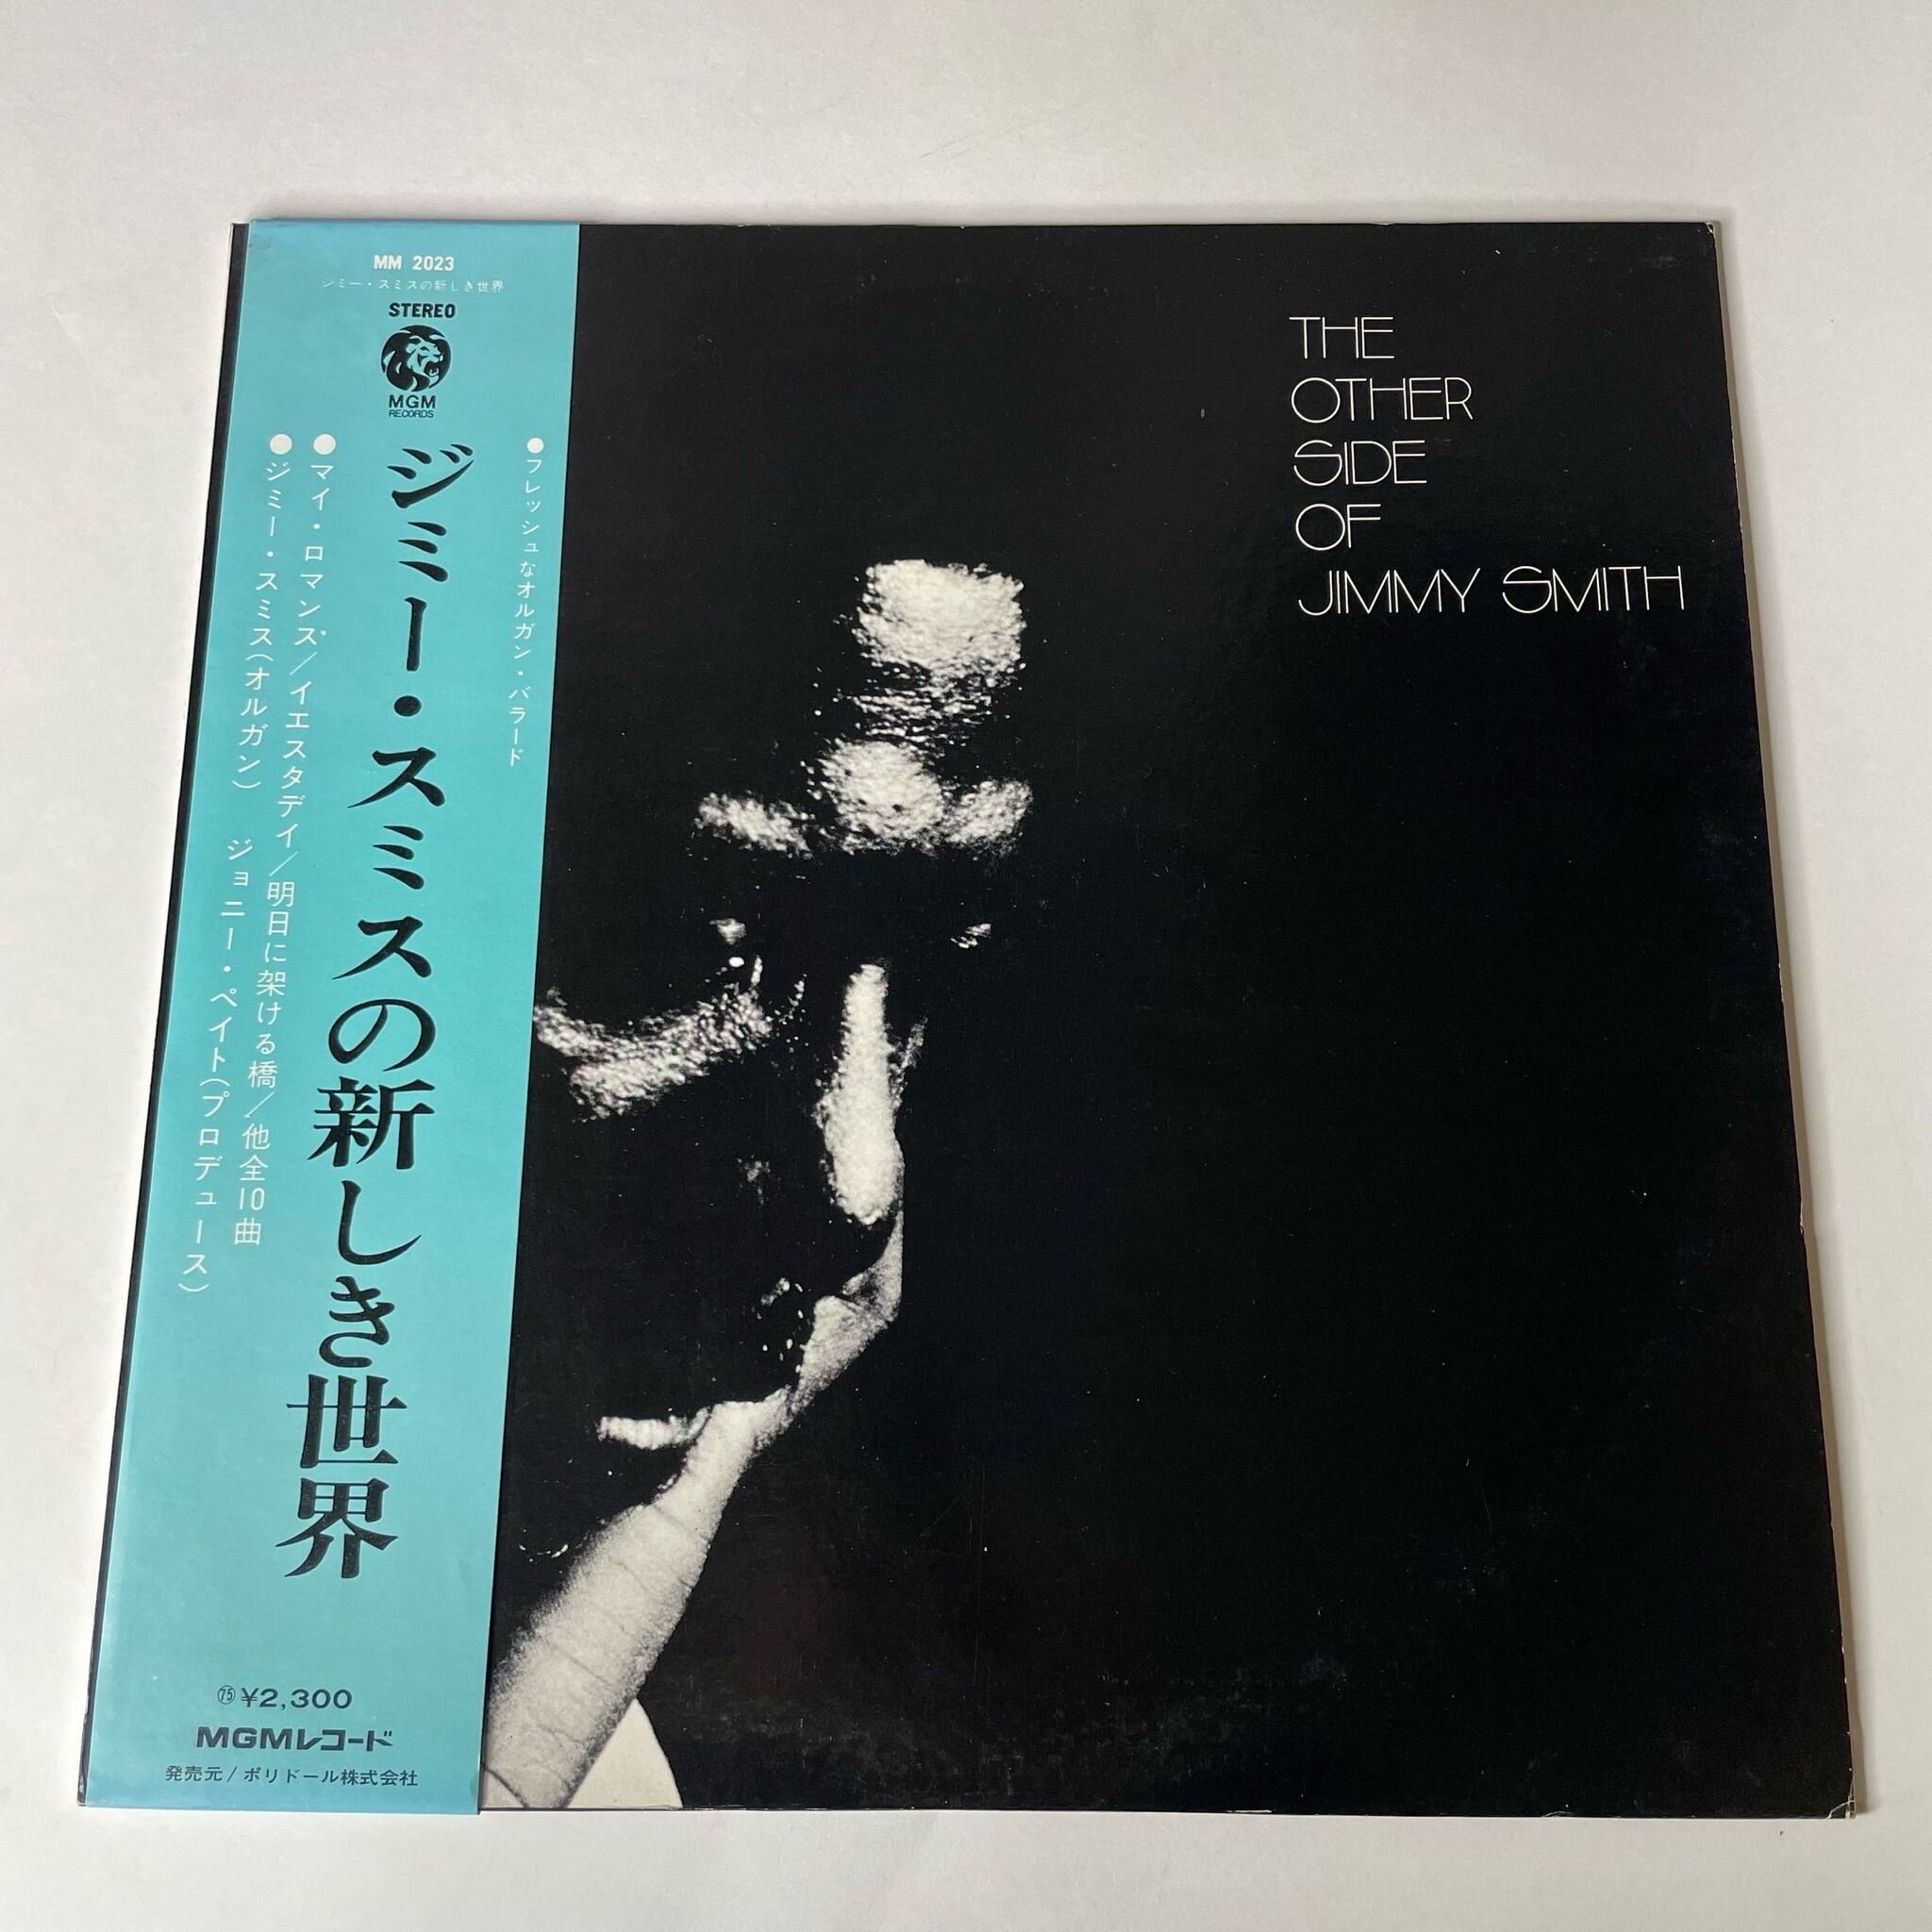 MM 2023
ジミー・スミスの新しき世界
STEREO
MGM
RECORDS
●フレッシュなオルガン・バラード
ジミー・スミスの新しき世界
●マイ・ロマンス/イエスタデイ/明日に架ける橋/他全10曲
●ジミー・スミス(オルガン) ジョニー・ペイト(プロデュース)
㊆ ¥2,300
MGMレコード
発売元/ポリドール株式会社
THE
OTHER
SIDE
OF
JIMMY SMITH